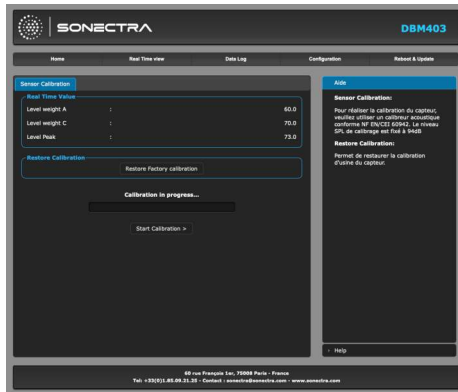 SONECTRA
DBM403
Home
Real Time view
Data Log
Configuration
Reboot & Update
Sensor Calibration
Real Time Value
Level weight A : 60.0
Level weight C : 70.0
Level Peak : 73.0
Restore Calibration
Restore Factory calibration
Calibration in progress...
Start Calibration >
Aide
Sensor Calibration:
Pour réaliser la calibration du capteur,
veuillez utiliser un calibreur acoustique
conforme NF EN/CEI 60942. Le niveau
SPL de calibrage est fixé à 94dB
Restore Calibration:
Permet de restaurer la calibration
d'usine du capteur.
Help
60 rue François 1er, 75008 Paris - France
Tel: +33(0)1.85.09.21.25 - Contact : sonectra@sonectra.com - www.sonectra.com